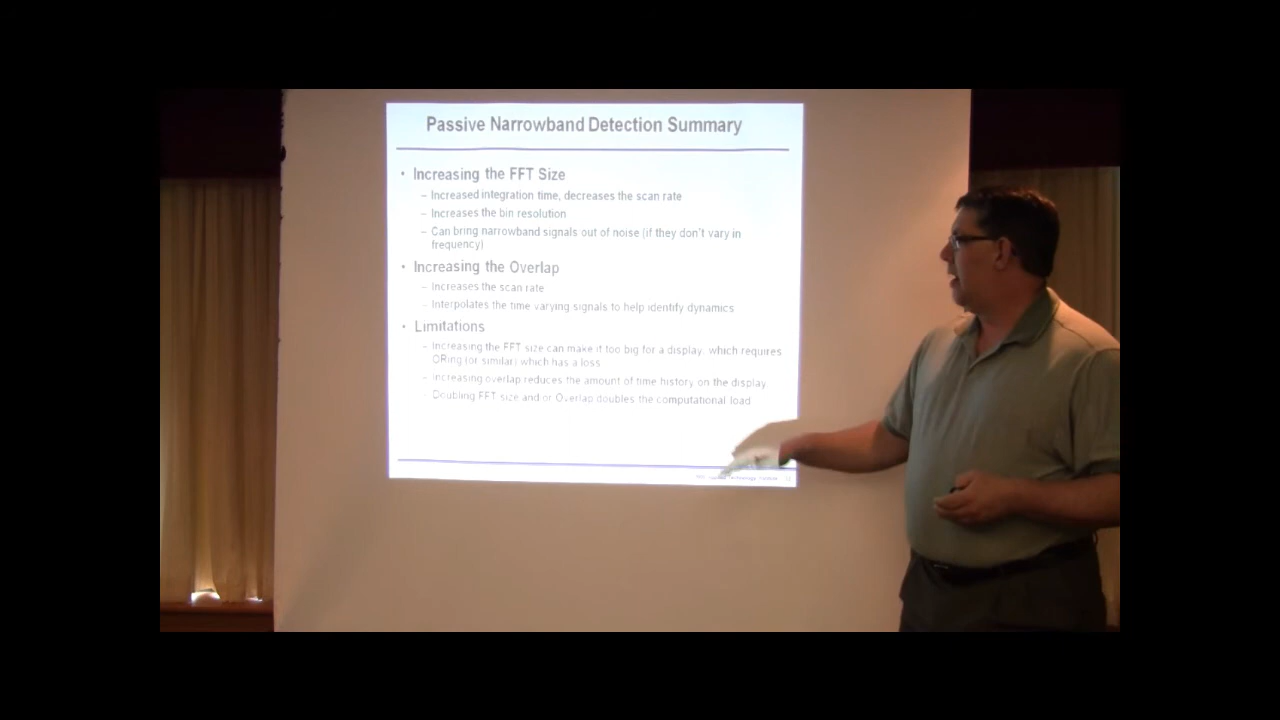 Passive Narrowband Detection Summary
• Increasing the FFT Size
– Increased integration time, decreases the scan rate
– Increases the bin resolution
– Can bring narrowband signals out of noise (if they don't vary in
frequency)
• Increasing the Overlap
– Increases the scan rate
– Interpolates the time varying signals to help identify dynamics
• Limitations
– Increasing the FFT size can make it too big for a display, which requires
ORing (or similar) which has a loss
– Increasing overlap reduces the amount of time history on the display
– Doubling FFT size and or Overlap doubles the computational load